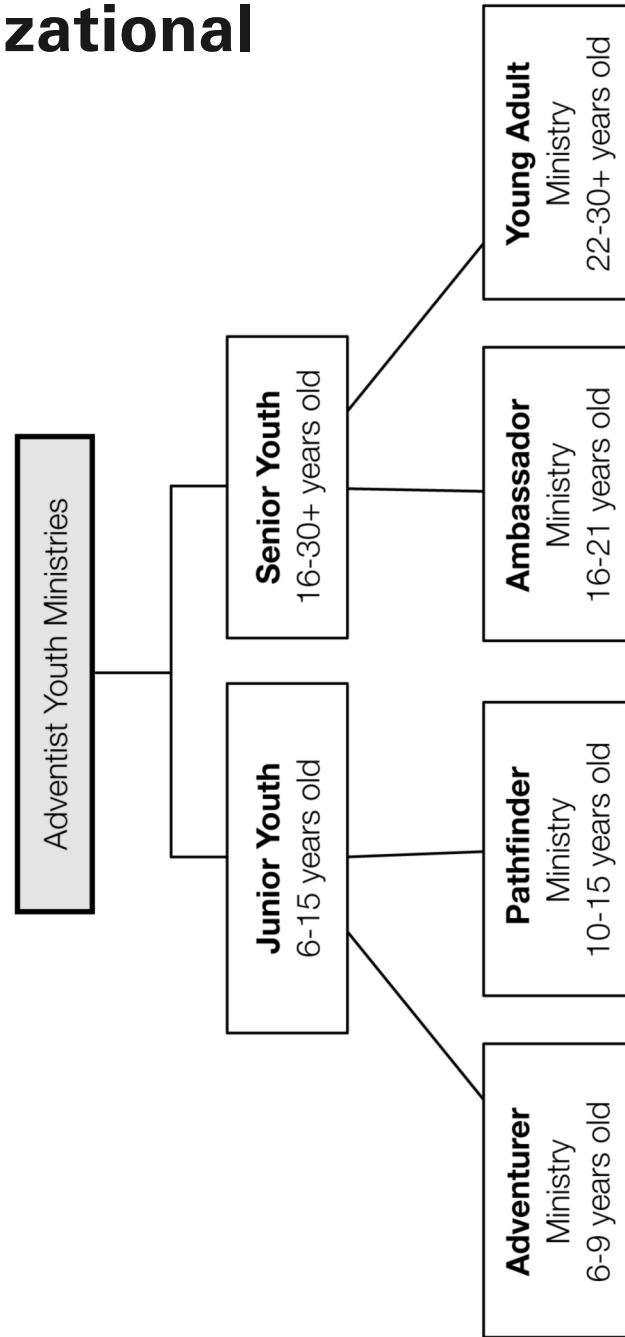 zational
Adventist Youth Ministries
Junior Youth
6-15 years old
Senior Youth
16-30+ years old
Adventurer
Ministry
6-9 years old
Pathfinder
Ministry
10-15 years old
Ambassador
Ministry
16-21 years old
Young Adult
Ministry
22-30+ years old